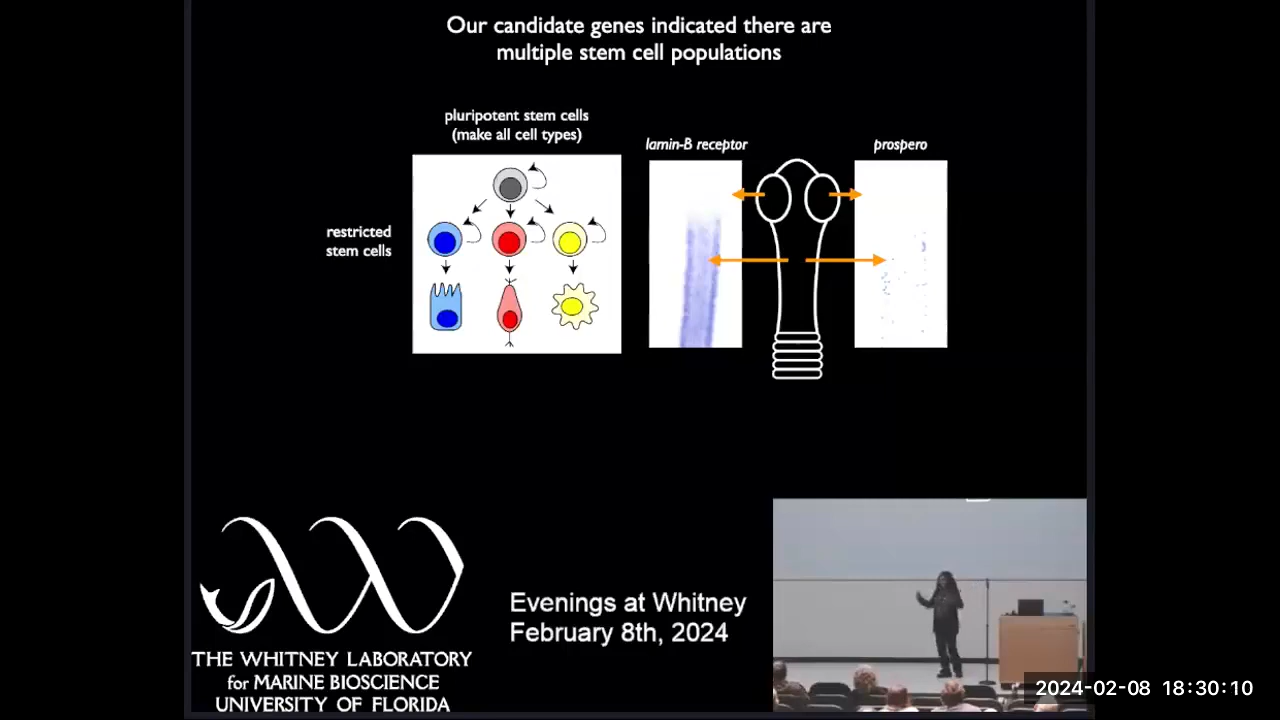 Our candidate genes indicated there are
multiple stem cell populations
pluripotent stem cells
(make all cell types)
restricted
stem cells
lamin-B receptor
prospero
THE WHITNEY LABORATORY
for MARINE BIOSCIENCE
UNIVERSITY OF FLORIDA
Evenings at Whitney
February 8th, 2024
2024-02-08 18:30:10